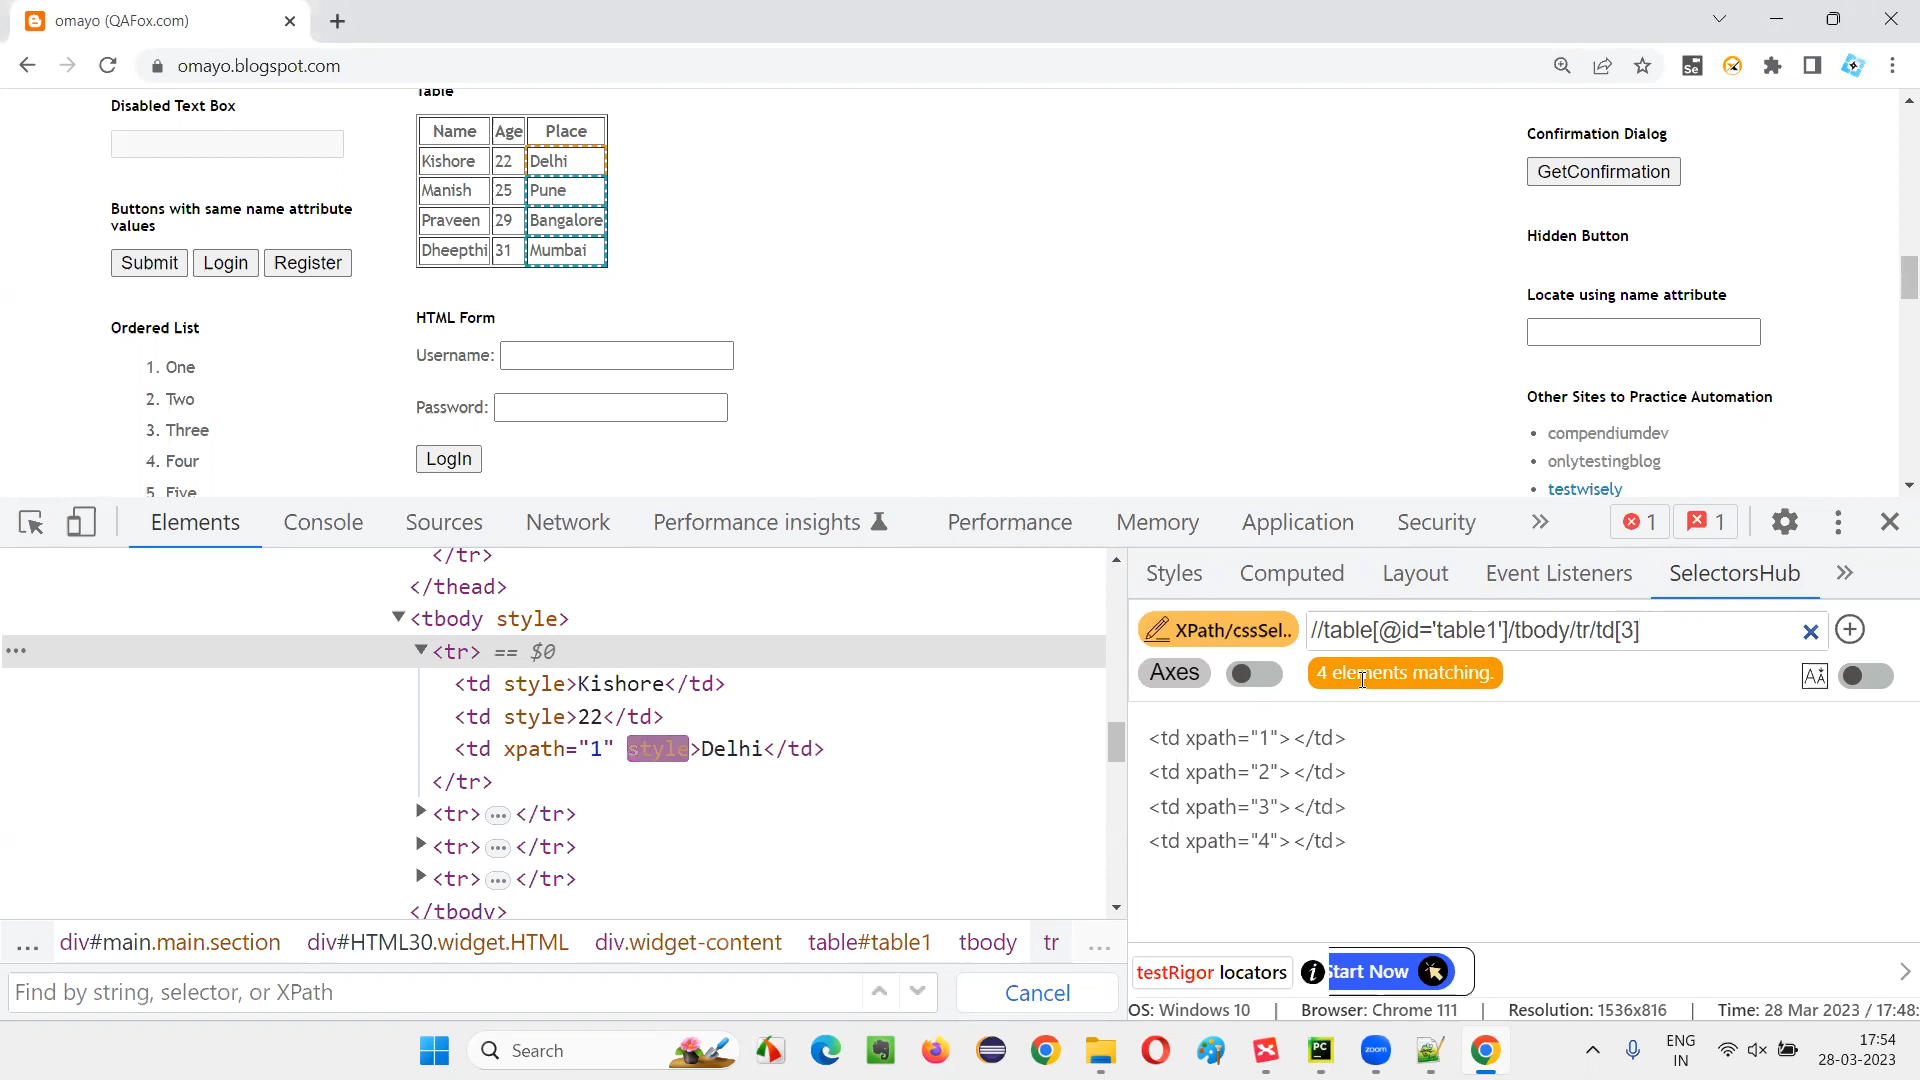 omayo (QAFox.com)
omayo.blogspot.com
Disabled Text Box
Buttons with same name attribute
values
Submit Login Register
Ordered List
1. One
2. Two
3. Three
4. Four
5. Five
Table
Name Age Place
Kishore 22 Delhi
Manish 25 Pune
Praveen 29 Bangalore
Dheepthi 31 Mumbai
HTML Form
Username:
Password:
LogIn
Confirmation Dialog
GetConfirmation
Hidden Button
Locate using name attribute
Other Sites to Practice Automation
• compendiumdev
• onlytestingblog
• testwisely
Elements Console Sources Network Performance insights Performance Memory Application Security » 1 1
</tr>
</thead>
<tbody style>
<tr> == $0
<td style>Kishore</td>
<td style>22</td>
<td xpath="1" style>Delhi</td>
</tr>
<tr>…</tr>
<tr>…</tr>
<tr>…</tr>
</tbody>
... div#main.main.section div#HTML30.widget.HTML div.widget-content table#table1 tbody tr ...
Find by string, selector, or XPath Cancel
Styles Computed Layout Event Listeners SelectorsHub »
XPath/cssSel.. //table[@id='table1']/tbody/tr/td[3]
Axes 4 elements matching.
<td xpath="1"></td>
<td xpath="2"></td>
<td xpath="3"></td>
<td xpath="4"></td>
testRigor locators i Start Now
OS: Windows 10 | Browser: Chrome 111 | Resolution: 1536x816 | Time: 28 Mar 2023 / 17:48:
Search
zoom
ENG
IN
17:54
28-03-2023